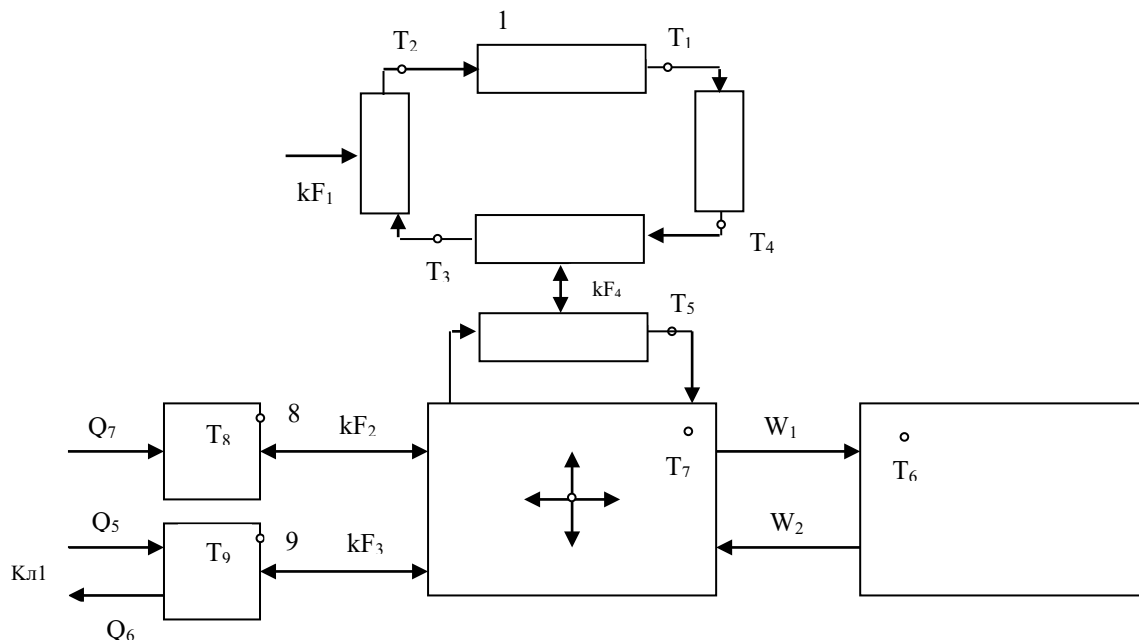 1
T₂
T₁
kF₁
T₃
T₄
kF₄
T₅
Q₇
T₈
8
kF₂
T₇
W₁
T₆
Q₅
T₉
9
kF₃
W₂
Кл1
Q₆